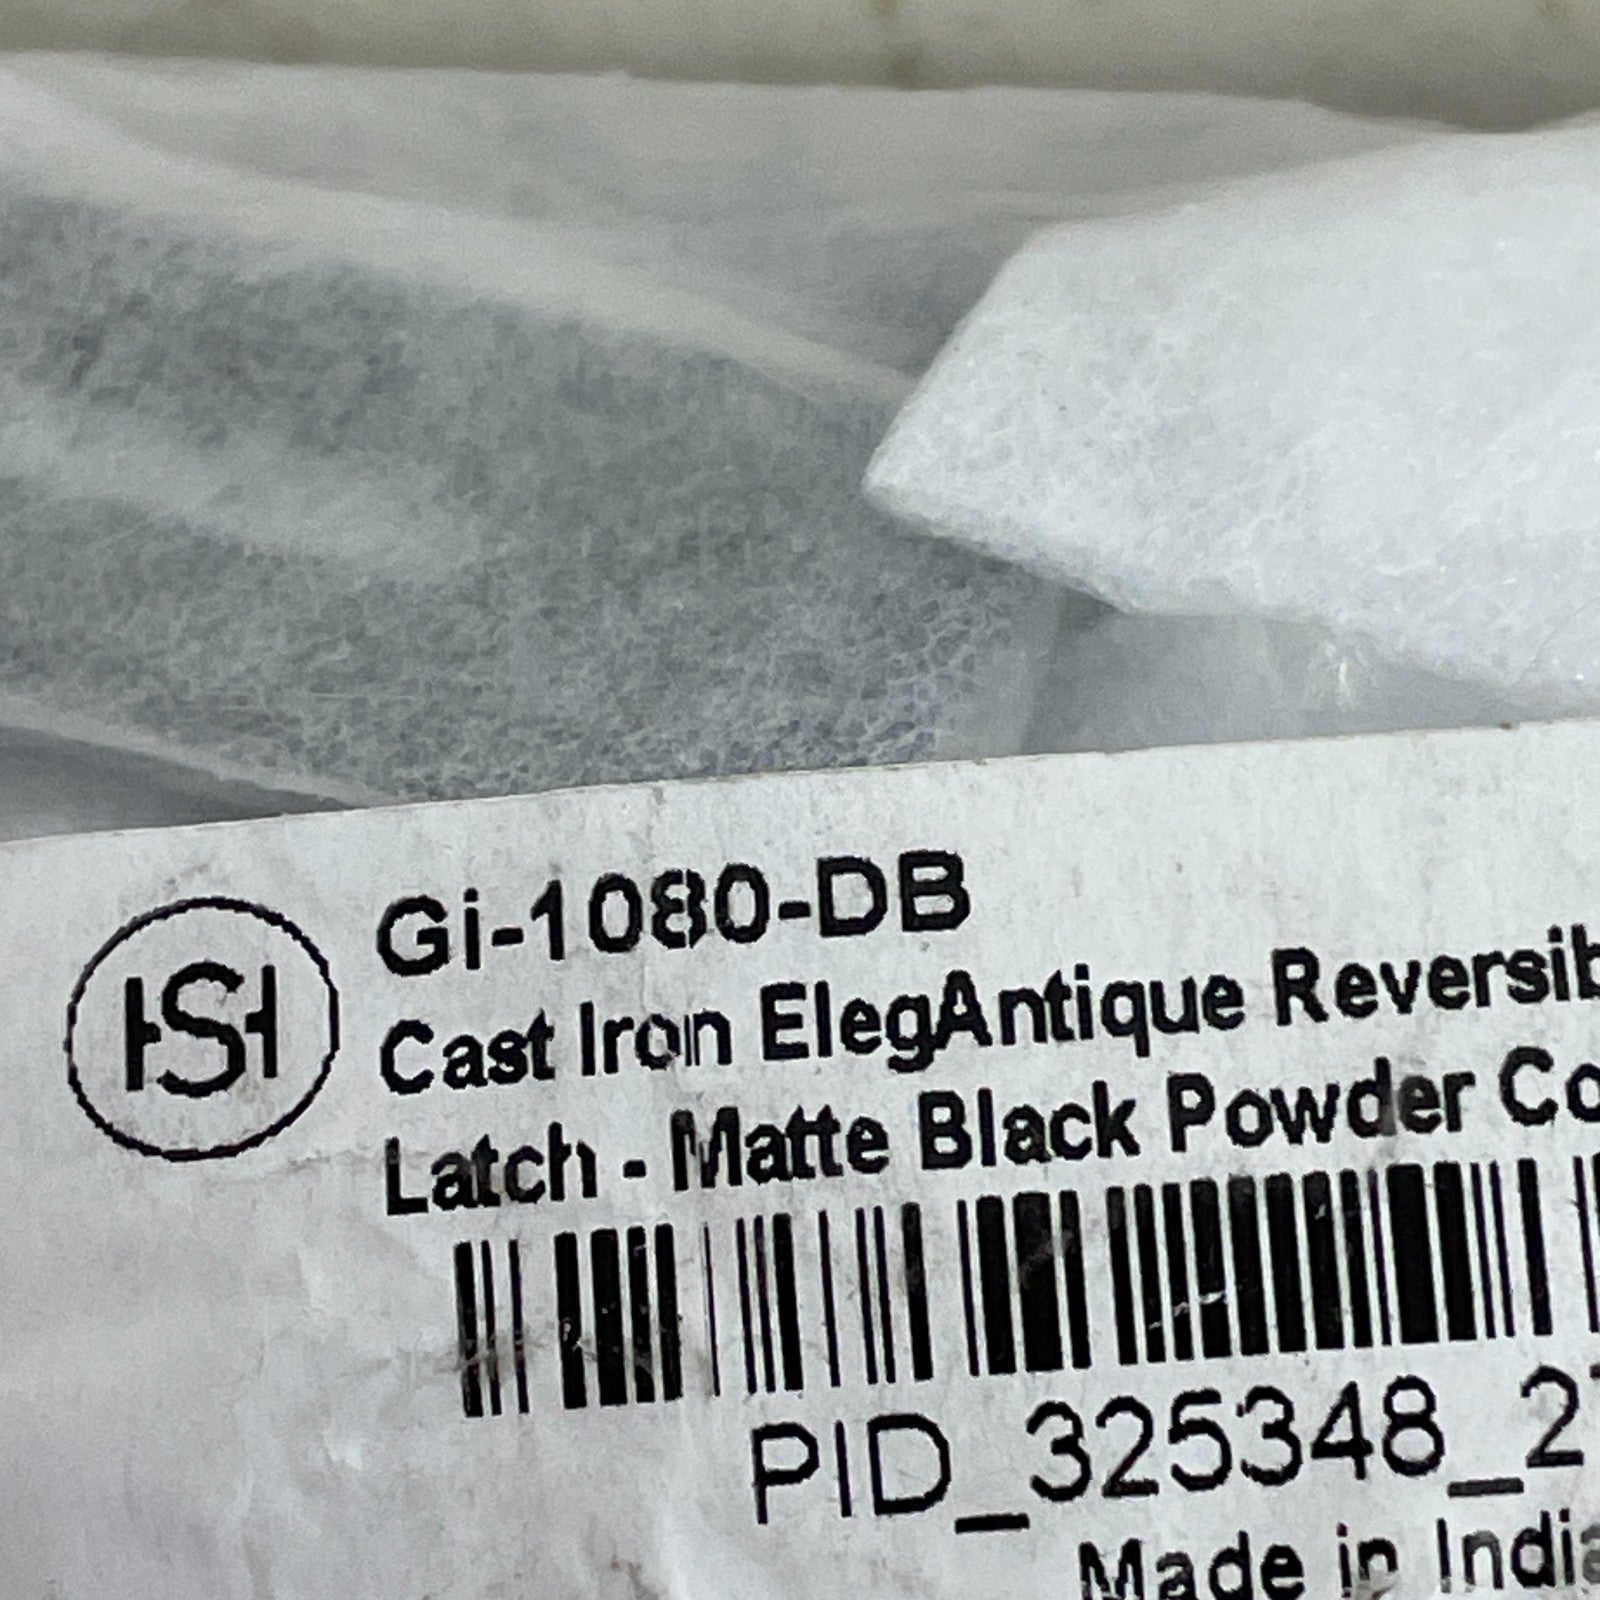 HSH
Gi-1080-DB
Cast Iron ElegAntique Reversib
Latch - Matte Black Powder Co
PID_325348_2
Made in India